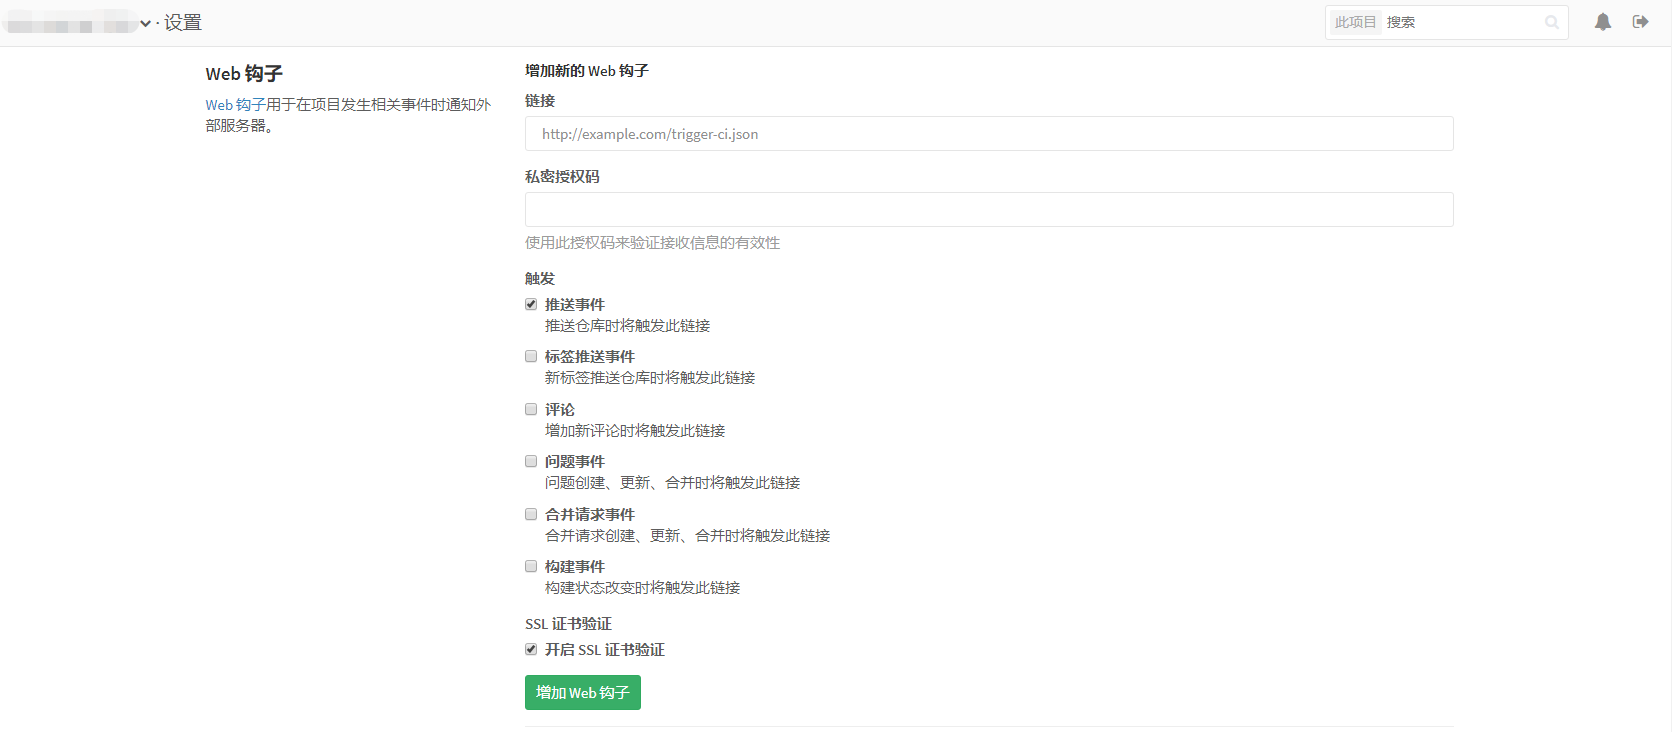 · 设置
此项目 搜索
Web 钩子
Web 钩子用于在项目发生相关事件时通知外
部服务器。
增加新的 Web 钩子
链接
http://example.com/trigger-ci.json
私密授权码
使用此授权码来验证接收信息的有效性
触发
推送事件
推送仓库时将触发此链接
标签推送事件
新标签推送仓库时将触发此链接
评论
增加新评论时将触发此链接
问题事件
问题创建、更新、合并时将触发此链接
合并请求事件
合并请求创建、更新、合并时将触发此链接
构建事件
构建状态改变时将触发此链接
SSL 证书验证
开启 SSL 证书验证
增加 Web 钩子